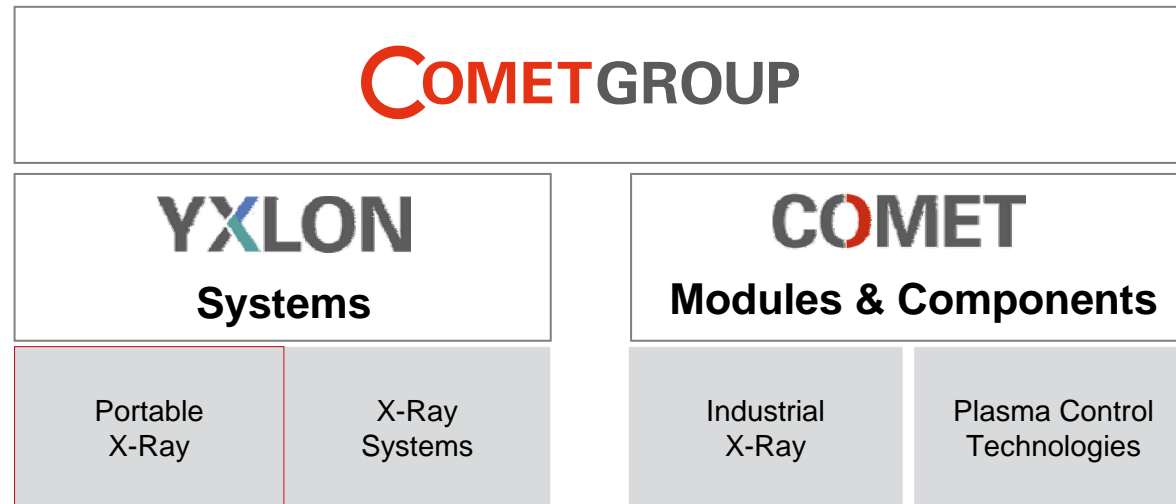 COMETGROUP
YXLON
Systems
COMET
Modules & Components
Portable
X-Ray
X-Ray
Systems
Industrial
X-Ray
Plasma Control
Technologies